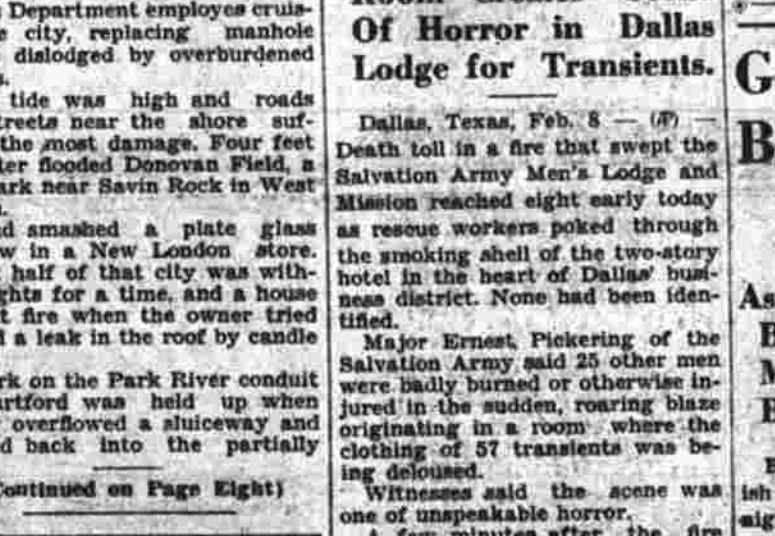 Department employes cruis-
city, replacing manhole
dislodged by overburdened
s.
tide was high and roads
treets near the shore suf-
the most damage. Four feet
ter flooded Donovan Field, a
ark near Savin Rock in West
d smashed a plate glass
w in a New London store.
half of that city was with-
ghts for a time, and a house
t fire when the owner tried
d a leak in the roof by candle
rk on the Park River conduit
artford was held up when
overflowed a sluiceway and
d back into the partially
Continued on Page Eight)
Of Horror in Dallas
Lodge for Transients.
Dallas, Texas, Feb. 8 — (AP) —
Death toll in a fire that swept the
Salvation Army Men's Lodge and
Mission reached eight early today
as rescue workers poked through
the smoking shell of the two-story
hotel in the heart of Dallas' busi-
ness district. None had been iden-
tified.
Major Ernest Pickering of the
Salvation Army said 25 other men
were badly burned or otherwise in-
jured in the sudden, roaring blaze
originating in a room where the
clothing of 57 transients was be-
ing deloused.
Witnesses said the scene was
one of unspeakable horror.
A few minutes after the fire
G
B
As
B
M
ish